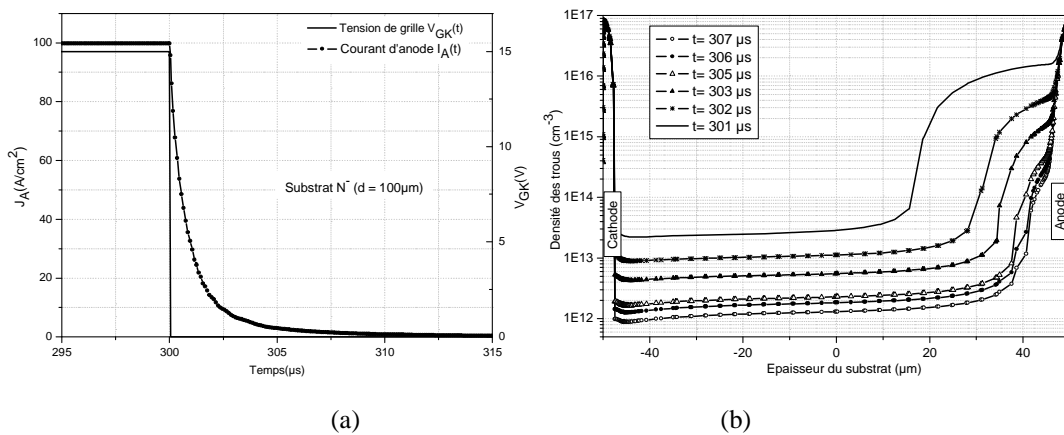 Tension de grille V_GK(t)
Courant d'anode I_A(t)
100
80
60
40
20
0
J_A(A/cm²)
15
10
5
0
V_GK(V)
Substrat N⁻ (d = 100µm)
295 300 305 310 315
Temps(µs)
(a)
1E17
1E16
1E15
1E14
1E13
1E12
Densité des trous (cm⁻³)
t= 307 µs
t= 306 µs
t= 305 µs
t= 303 µs
t= 302 µs
t= 301 µs
Cathode
Anode
-40 -20 0 20 40
Epaisseur du substrat (µm)
(b)